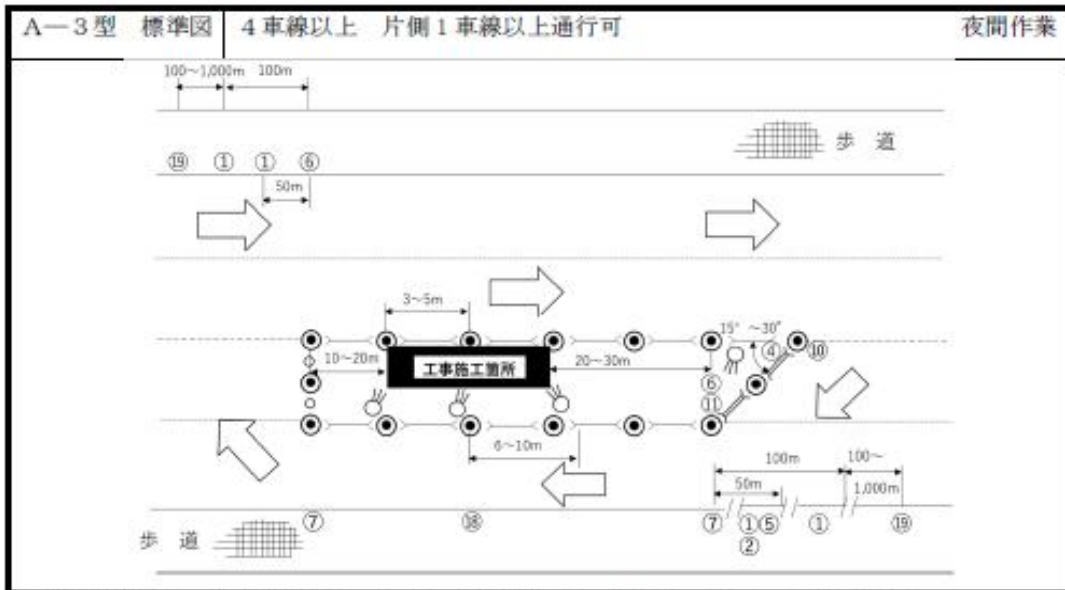 A－3型 標準図 4車線以上 片側1車線以上通行可 夜間作業
100～1,000m 100m
歩 道
⑲ ① ① ⑥
50m
3～5m
15° ～30°
④ ⑩
10～20m 工事施工箇所 20～30m
⑥
⑪
6～10m
100m 100～
50m 1,000m
⑦ ⑱ ⑦ ①⑤ ① ⑲
②
歩 道